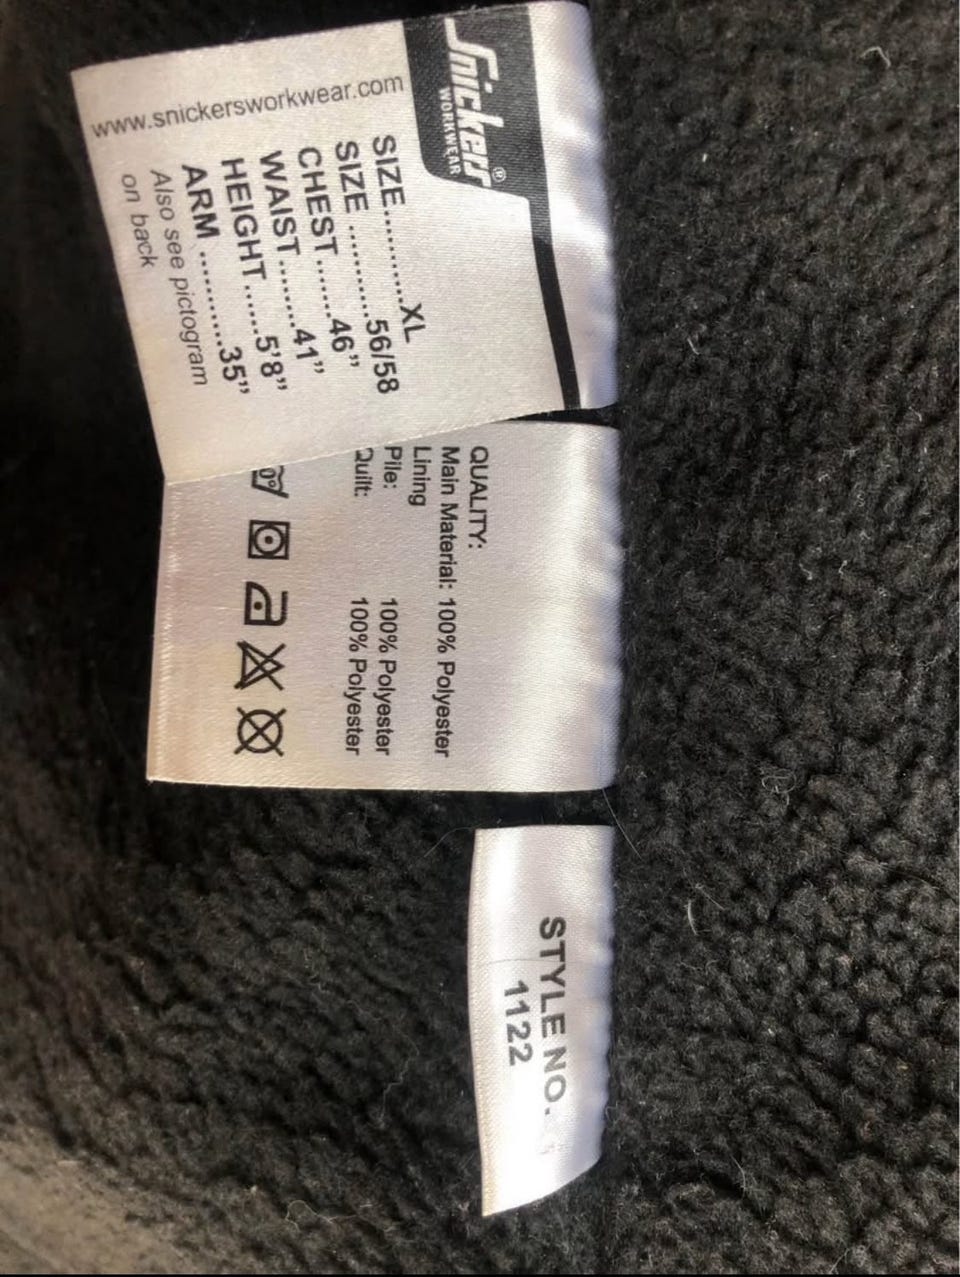 Snickers®
WORKWEAR
SIZE..........XL
SIZE ..........56/58
CHEST .......46”
WAIST ........41”
HEIGHT ......5’8”
ARM ...........35”
Also see pictogram
on back
www.snickersworkwear.com
QUALITY:
Main Material: 100% Polyester
Lining
Pile: 100% Polyester
Quilt: 100% Polyester
STYLE NO.
1122